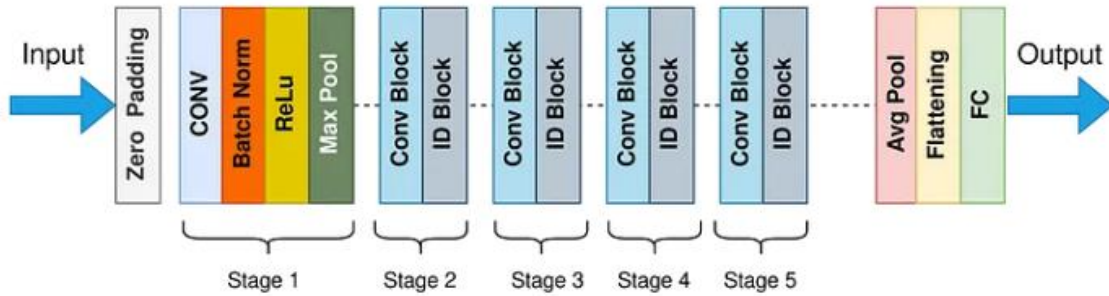 Input
Zero Padding
CONV
Batch Norm
ReLu
Max Pool
Conv Block
ID Block
Conv Block
ID Block
Conv Block
ID Block
Conv Block
ID Block
Avg Pool
Flattening
FC
Output
Stage 1
Stage 2
Stage 3
Stage 4
Stage 5